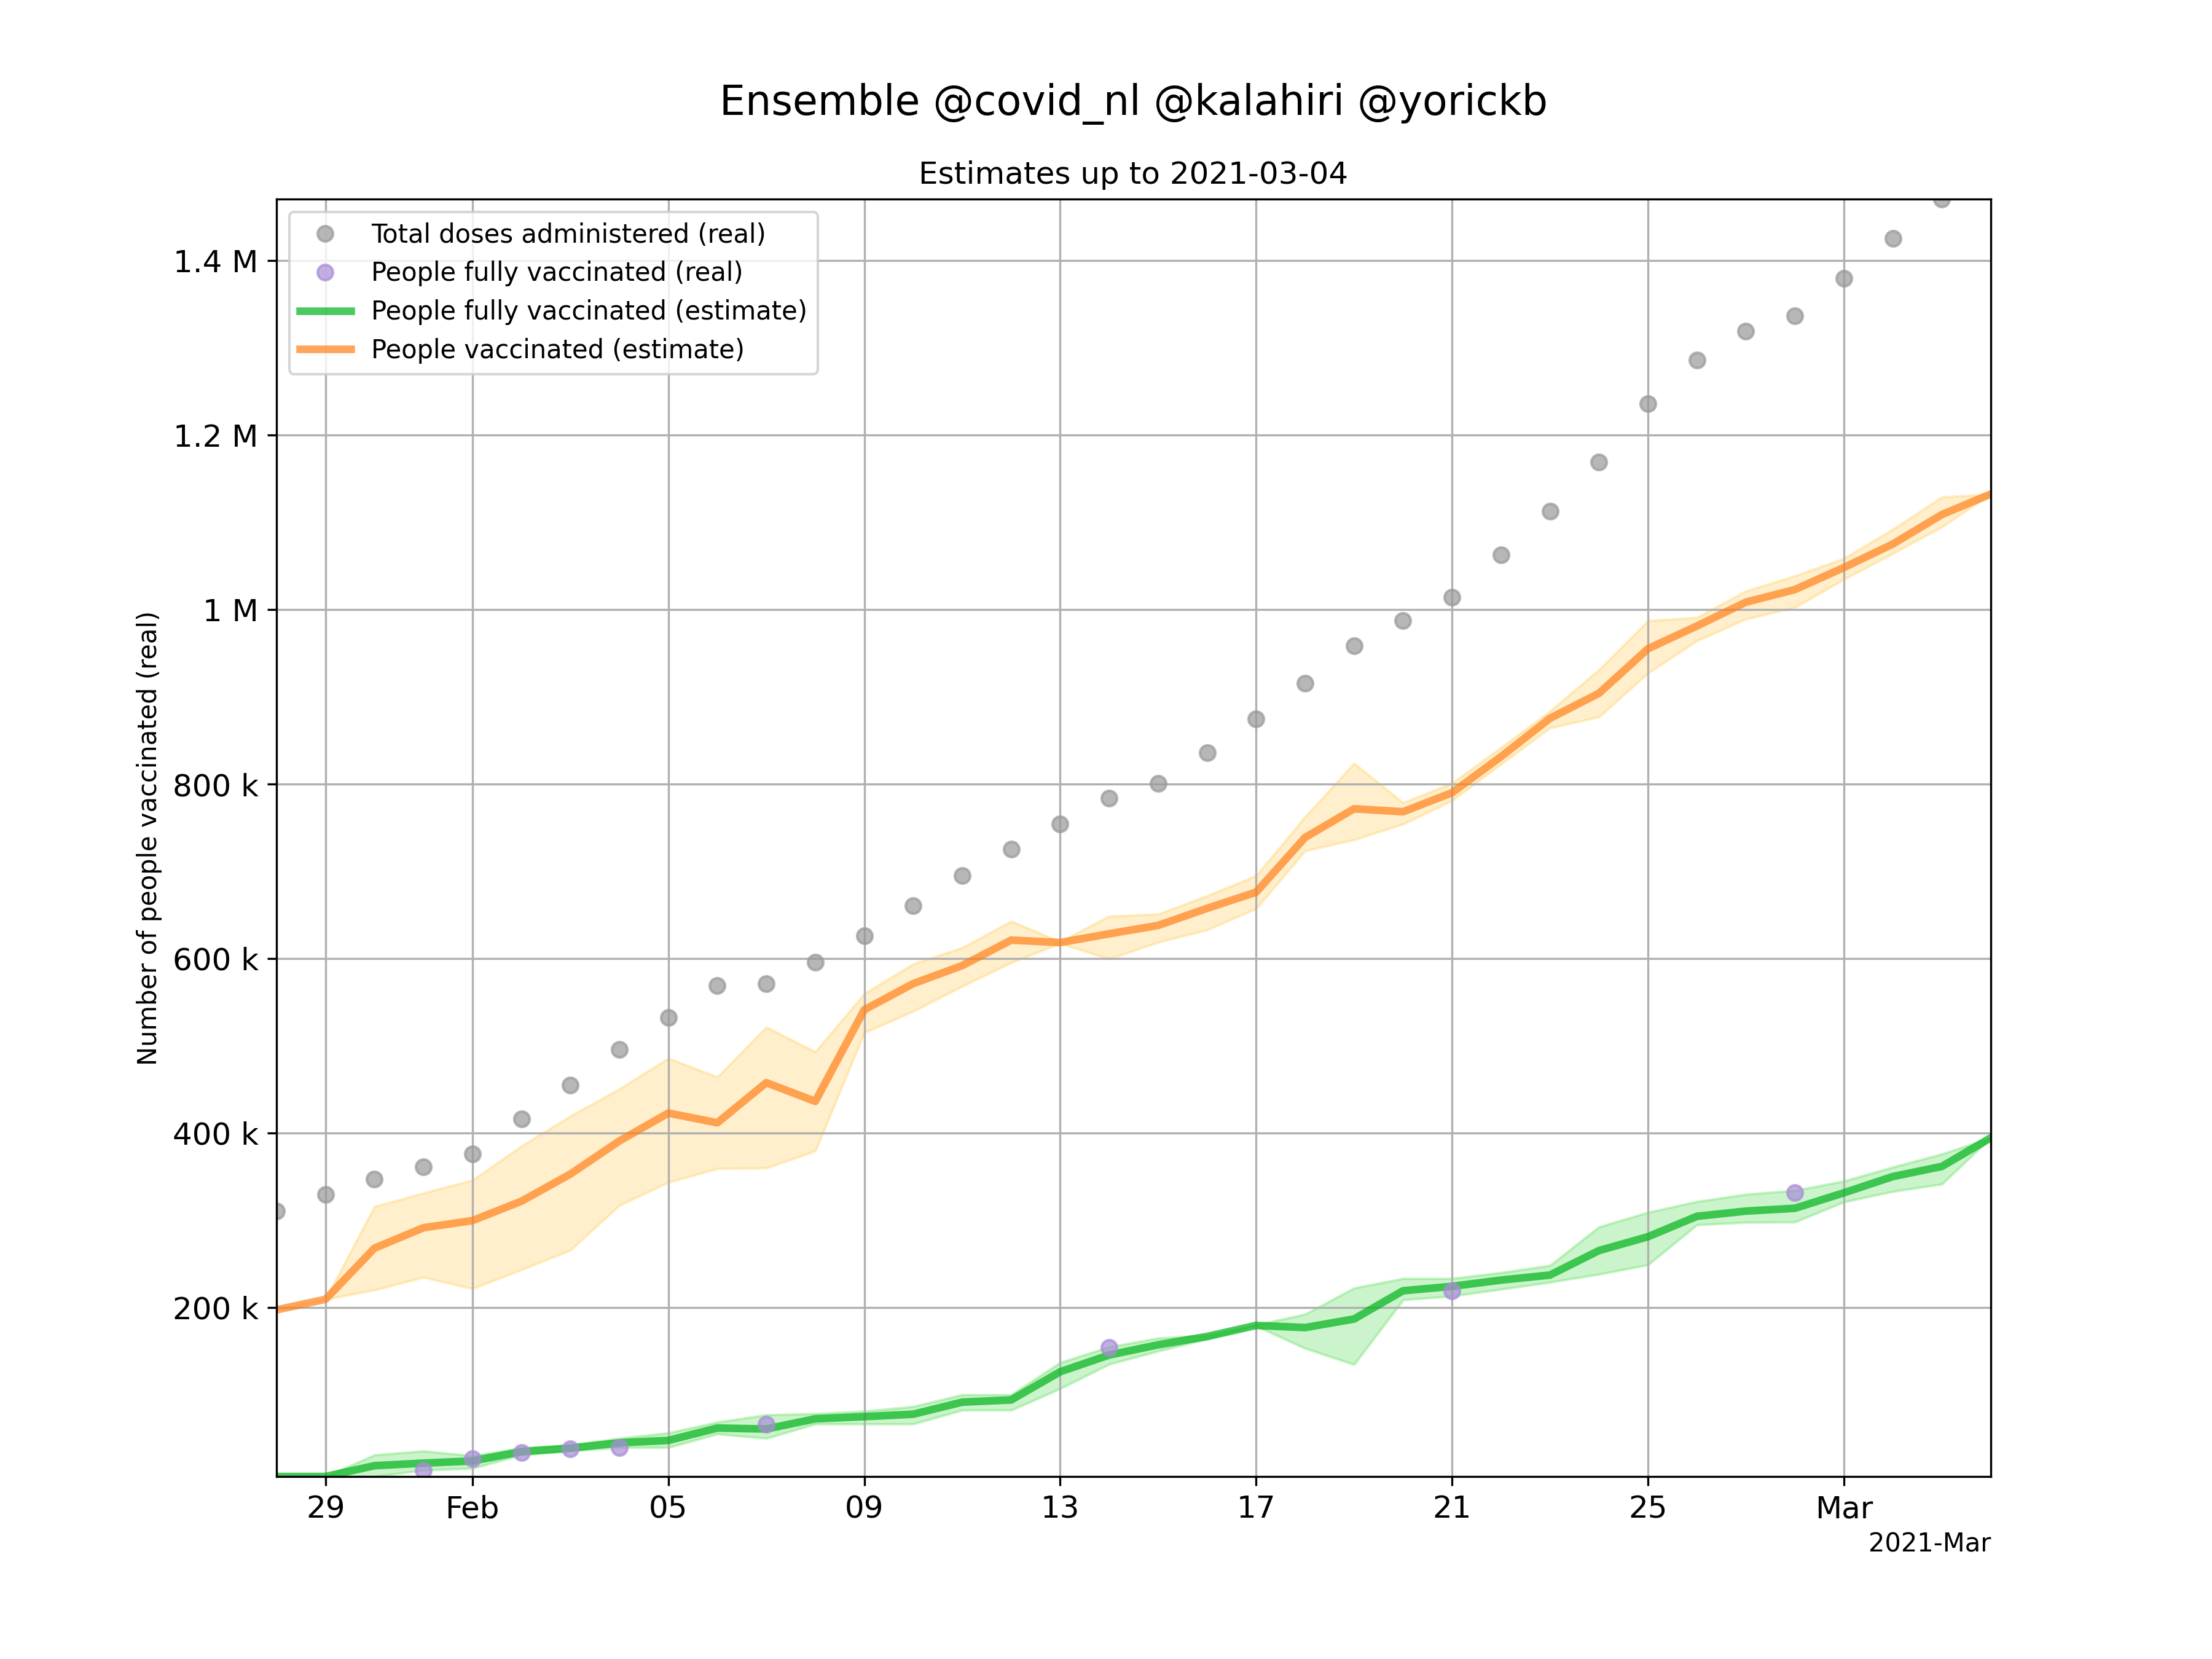 Ensemble @covid_nl @kalahiri @yorickb
Estimates up to 2021-03-04
Total doses administered (real)
People fully vaccinated (real)
People fully vaccinated (estimate)
People vaccinated (estimate)
Number of people vaccinated (real)
1.4 M
1.2 M
1 M
800 k
600 k
400 k
200 k
29 Feb 05 09 13 17 21 25 Mar
2021-Mar